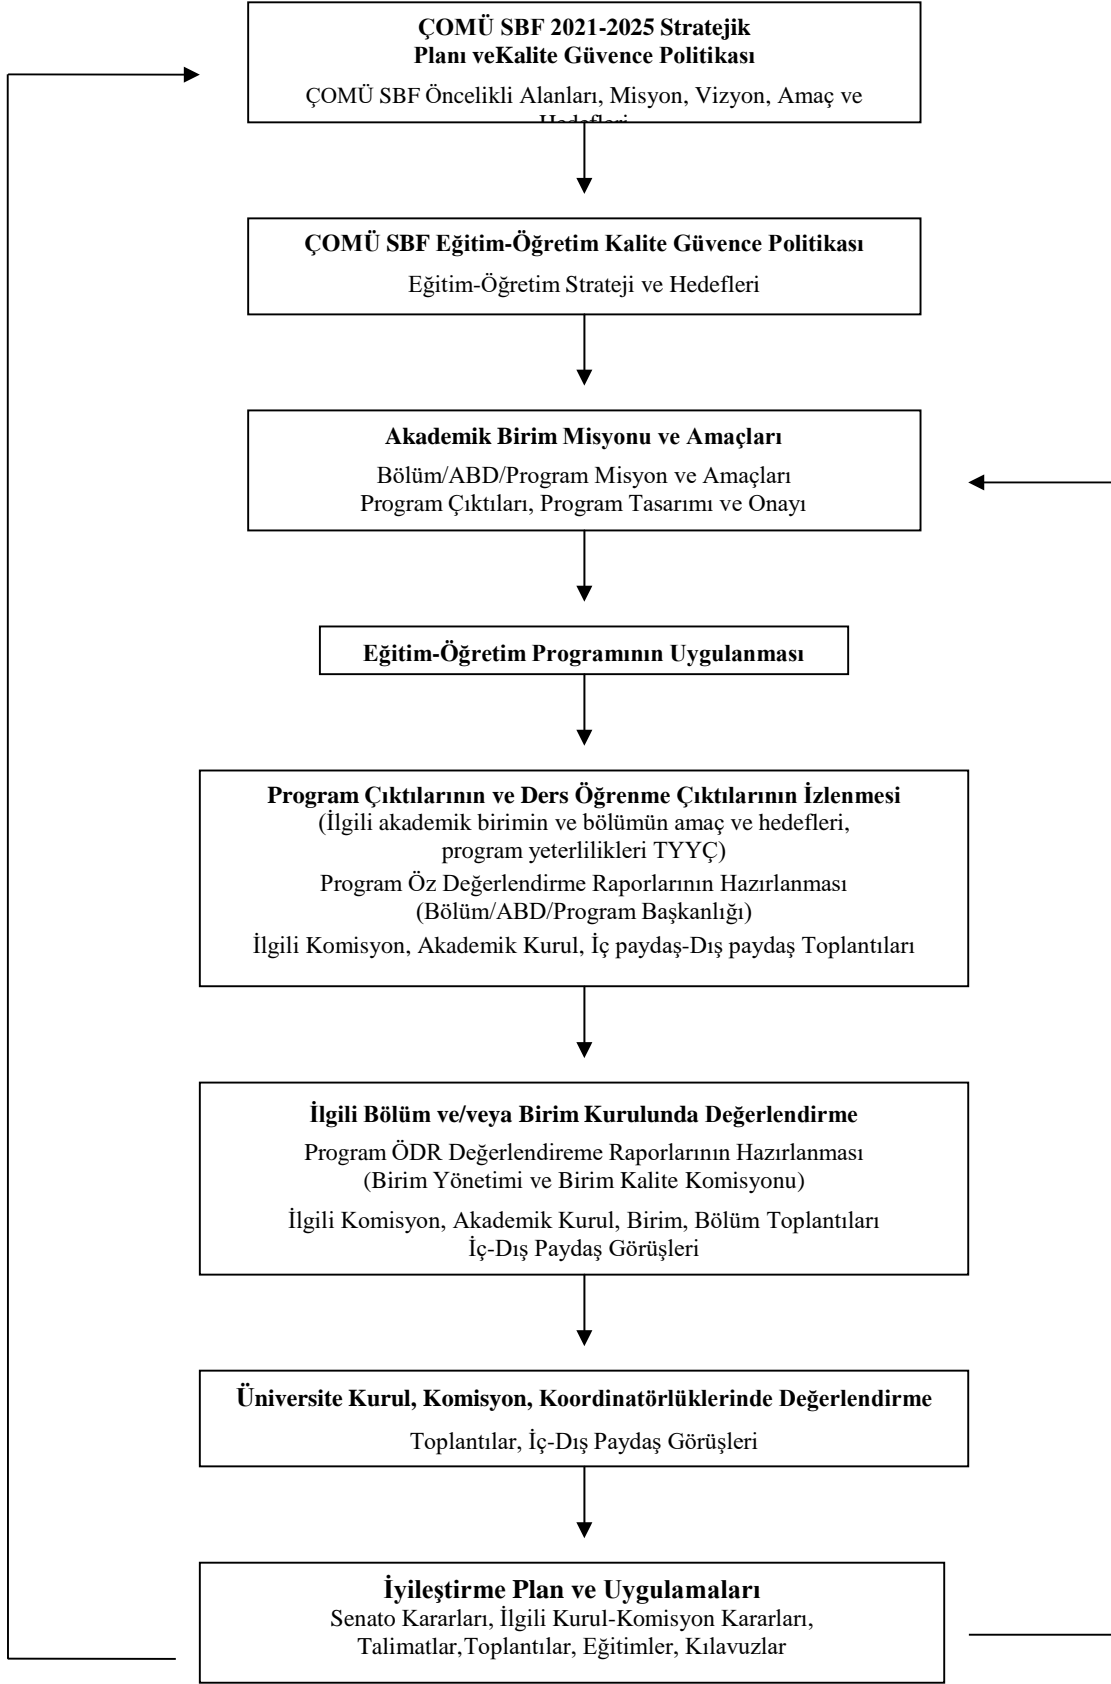 ÇOMÜ SBF 2021-2025 Stratejik
Planı veKalite Güvence Politikası
ÇOMÜ SBF Öncelikli Alanları, Misyon, Vizyon, Amaç ve
Hedefleri
ÇOMÜ SBF Eğitim-Öğretim Kalite Güvence Politikası
Eğitim-Öğretim Strateji ve Hedefleri
Akademik Birim Misyonu ve Amaçları
Bölüm/ABD/Program Misyon ve Amaçları
Program Çıktıları, Program Tasarımı ve Onayı
Eğitim-Öğretim Programının Uygulanması
Program Çıktılarının ve Ders Öğrenme Çıktılarının İzlenmesi
(İlgili akademik birimin ve bölümün amaç ve hedefleri,
program yeterlilikleri TYYÇ)
Program Öz Değerlendirme Raporlarının Hazırlanması
(Bölüm/ABD/Program Başkanlığı)
İlgili Komisyon, Akademik Kurul, İç paydaş-Dış paydaş Toplantıları
İlgili Bölüm ve/veya Birim Kurulunda Değerlendirme
Program ÖDR Değerlendireme Raporlarının Hazırlanması
(Birim Yönetimi ve Birim Kalite Komisyonu)
İlgili Komisyon, Akademik Kurul, Birim, Bölüm Toplantıları
İç-Dış Paydaş Görüşleri
Üniversite Kurul, Komisyon, Koordinatörlüklerinde Değerlendirme
Toplantılar, İç-Dış Paydaş Görüşleri
İyileştirme Plan ve Uygulamaları
Senato Kararları, İlgili Kurul-Komisyon Kararları,
Talimatlar,Toplantılar, Eğitimler, Kılavuzlar